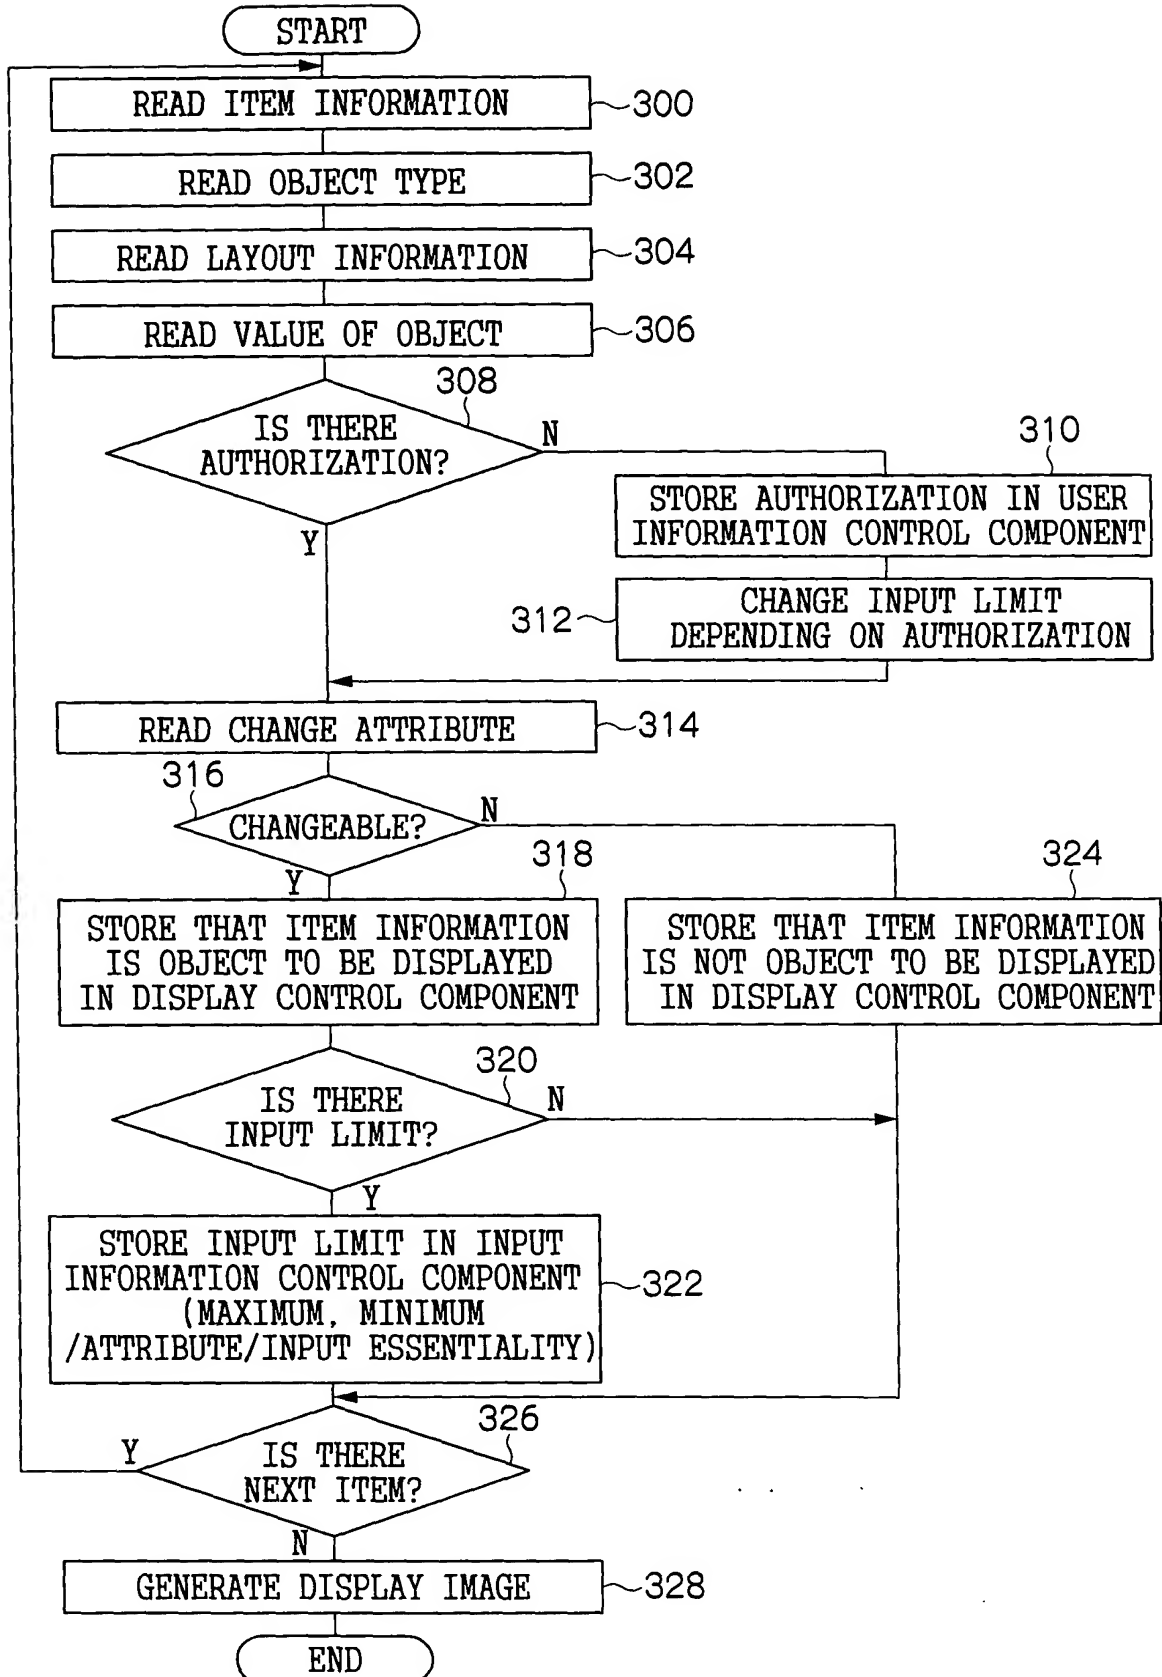 START
READ ITEM INFORMATION
300
READ OBJECT TYPE
302
READ LAYOUT INFORMATION
304
READ VALUE OF OBJECT
306
308
IS THERE
AUTHORIZATION?
N
Y
310
STORE AUTHORIZATION IN USER
INFORMATION CONTROL COMPONENT
312
CHANGE INPUT LIMIT
DEPENDING ON AUTHORIZATION
READ CHANGE ATTRIBUTE
314
316
CHANGEABLE?
N
Y
318
STORE THAT ITEM INFORMATION
IS OBJECT TO BE DISPLAYED
IN DISPLAY CONTROL COMPONENT
324
STORE THAT ITEM INFORMATION
IS NOT OBJECT TO BE DISPLAYED
IN DISPLAY CONTROL COMPONENT
320
IS THERE
INPUT LIMIT?
N
Y
STORE INPUT LIMIT IN INPUT
INFORMATION CONTROL COMPONENT
(MAXIMUM, MINIMUM
/ATTRIBUTE/INPUT ESSENTIALITY)
322
326
Y
IS THERE
NEXT ITEM?
N
GENERATE DISPLAY IMAGE
328
END